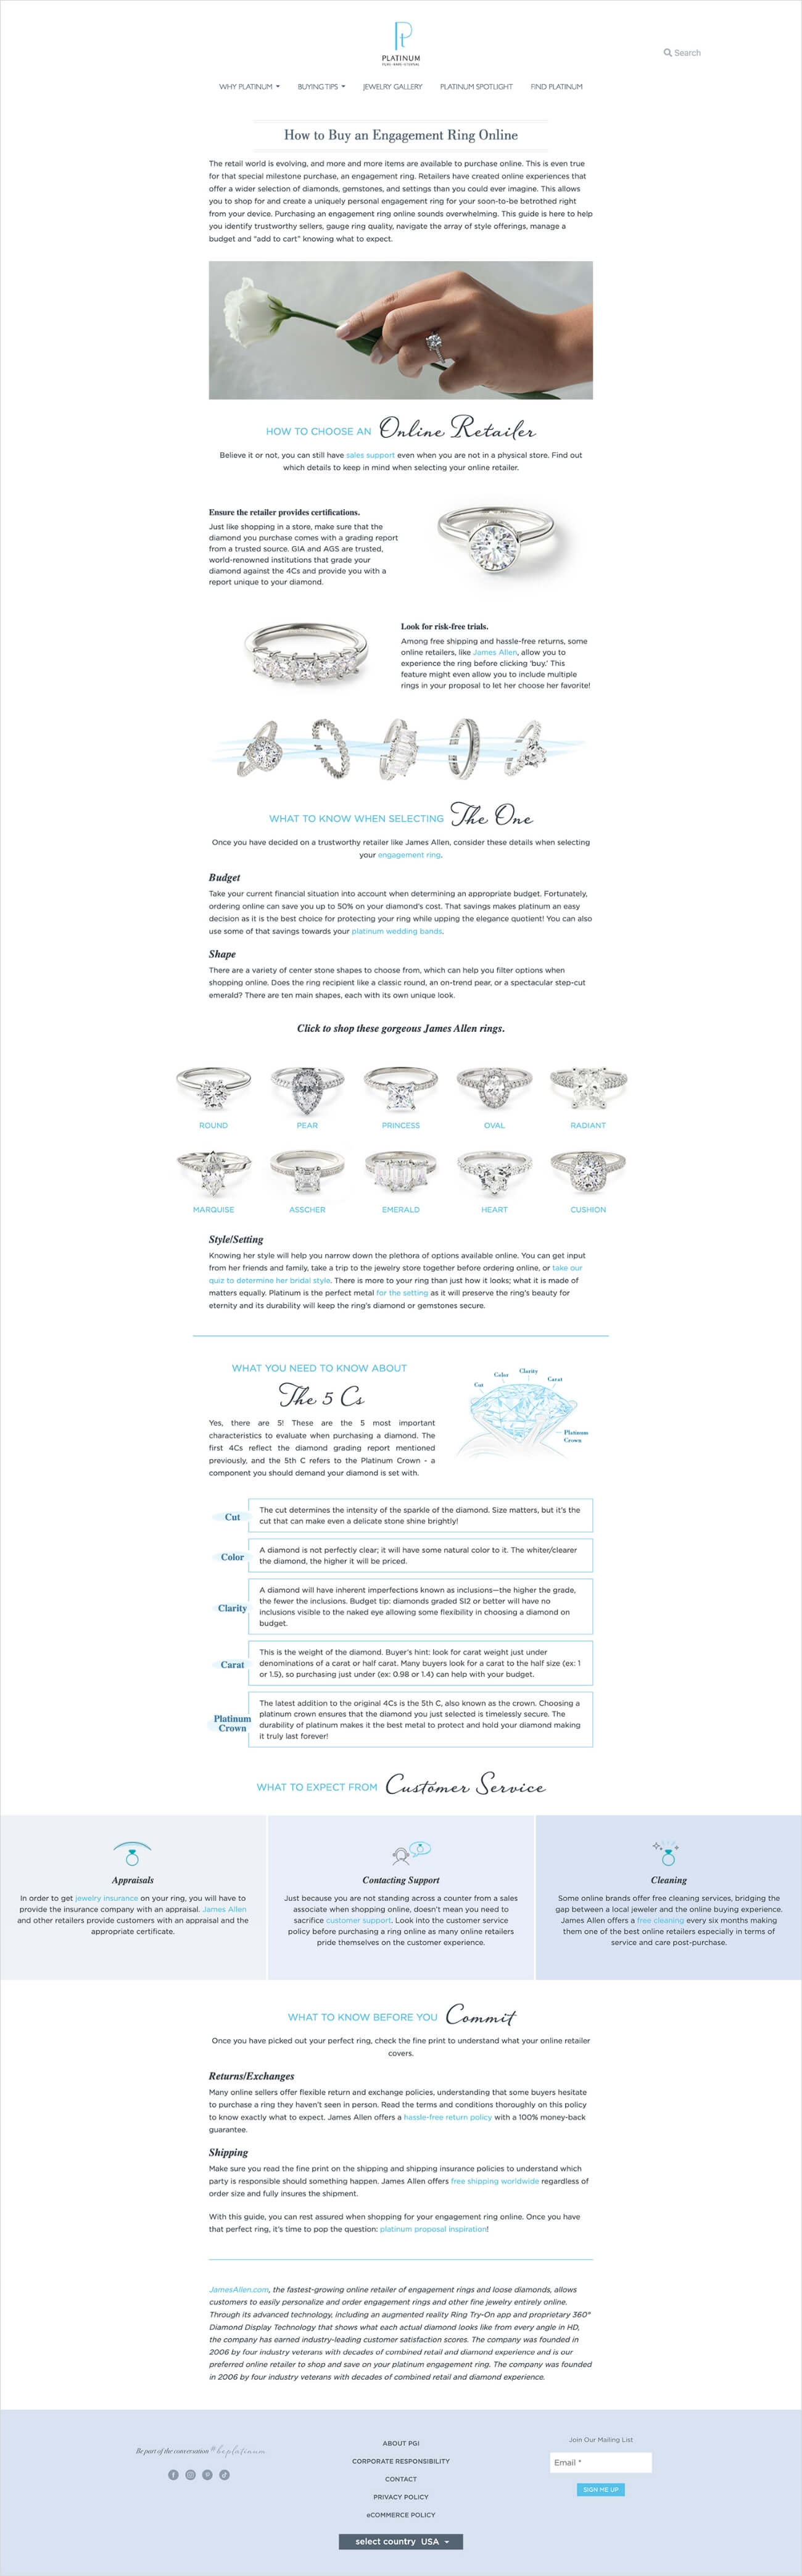 PLATINUM
Search
WHY PLATINUM
BUYING TIPS
JEWELRY GALLERY
PLATINUM SPOTLIGHT
FIND PLATINUM
How to Buy an Engagement Ring Online
The retail world is evolving, and more and more items are available to purchase online. This is even true
for that special milestone purchase, an engagement ring. Retailers have created online experiences that
offer a wider selection of diamonds, gemstones, and settings than you could ever imagine. This allows
you to shop for and create a uniquely personal engagement ring for your soon-to-be betrothed right
from your device. Purchasing an engagement ring online sounds overwhelming. This guide is here to help
you identify trustworthy sellers, gauge ring quality, navigate the array of style offerings, manage a
budget and "add to cart" knowing what to expect.
HOW TO CHOOSE AN Online Retailer
Believe it or not, you can still have sales support even when you are not in a physical store. Find out
which details to keep in mind when selecting your online retailer.
Ensure the retailer provides certifications.
Just like shopping in a store, make sure that the
diamond you purchase comes with a grading report
from a trusted source. GIA and AGS are trusted,
world-renowned institutions that grade your
diamond against the 4Cs and provide you with a
report unique to your diamond.
Look for risk-free trials.
Among free shipping and hassle-free returns, some
online retailers, like James Allen, allow you to
experience the ring before clicking 'buy.' This
feature might even allow you to include multiple
rings in your proposal to let her choose her favorite!
WHAT TO KNOW WHEN SELECTING The One
Once you have decided on a trustworthy retailer like James Allen, consider these details when selecting
your engagement ring.
Budget
Take your current financial situation into account when determining an appropriate budget. Fortunately,
ordering online can save you up to 50% on your diamond's cost. That savings makes platinum an easy
decision as it is the best choice for protecting your ring while upping the elegance quotient! You can also
use some of that savings towards your platinum wedding bands.
Shape
There are a variety of center stone shapes to choose from, which can help you filter options when
shopping online. Does the ring recipient like a classic round, an on-trend pear, or a spectacular step-cut
emerald? There are ten main shapes, each with its own unique look.
Click to shop these gorgeous James Allen rings.
ROUND
PEAR
PRINCESS
OVAL
RADIANT
MARQUISE
ASSCHER
EMERALD
HEART
CUSHION
Style/Setting
Knowing her style will help you narrow down the plethora of options available online. You can get input
from her friends and family, take a trip to the jewelry store together before ordering online, or take our
quiz to determine her bridal style. There is more to your ring than just how it looks; what it is made of
matters equally. Platinum is the perfect metal for the setting as it will preserve the ring's beauty for
eternity and its durability will keep the ring's diamond or gemstones secure.
WHAT YOU NEED TO KNOW ABOUT
The 5 Cs
Yes, there are 5! These are the 5 most important
characteristics to evaluate when purchasing a diamond. The
first 4Cs reflect the diamond grading report mentioned
previously, and the 5th C refers to the Platinum Crown - a
component you should demand your diamond is set with.
Cut
Color
Clarity
Carat
Platinum
Crown
Cut
The cut determines the intensity of the sparkle of the diamond. Size matters, but it's the
cut that can make even a delicate stone shine brightly!
Color
A diamond is not perfectly clear; it will have some natural color to it. The whiter/clearer
the diamond, the higher it will be priced.
Clarity
A diamond will have inherent imperfections known as inclusions—the higher the grade,
the fewer the inclusions. Budget tip: diamonds graded SI2 or better will have no
inclusions visible to the naked eye allowing some flexibility in choosing a diamond on
budget.
Carat
This is the weight of the diamond. Buyer's hint: look for carat weight just under
denominations of a carat or half carat. Many buyers look for a carat to the half size (ex: 1
or 1.5), so purchasing just under (ex: 0.98 or 1.4) can help with your budget.
Platinum
Crown
The latest addition to the original 4Cs is the 5th C, also known as the crown. Choosing a
platinum crown ensures that the diamond you just selected is timelessly secure. The
durability of platinum makes it the best metal to protect and hold your diamond making
it truly last forever!
WHAT TO EXPECT FROM Customer Service
Appraisals
In order to get jewelry insurance on your ring, you will have to
provide the insurance company with an appraisal. James Allen
and other retailers provide customers with an appraisal and the
appropriate certificate.
Contacting Support
Just because you are not standing across a counter from a sales
associate when shopping online, doesn't mean you need to
sacrifice customer support. Look into the customer service
policy before purchasing a ring online as many online retailers
pride themselves on the customer experience.
Cleaning
Some online brands offer free cleaning services, bridging the
gap between a local jeweler and the online buying experience.
James Allen offers a free cleaning every six months making
them one of the best online retailers especially in terms of
service and care post-purchase.
WHAT TO KNOW BEFORE YOU Commit
Once you have picked out your perfect ring, check the fine print to understand what your online retailer
covers.
Returns/Exchanges
Many online sellers offer flexible return and exchange policies, understanding that some buyers hesitate
to purchase a ring they haven't seen in person. Read the terms and conditions thoroughly on this policy
to know exactly what to expect. James Allen offers a hassle-free return policy with a 100% money-back
guarantee.
Shipping
Make sure you read the fine print on the shipping and shipping insurance policies to understand which
party is responsible should something happen. James Allen offers free shipping worldwide regardless of
order size and fully insures the shipment.
With this guide, you can rest assured when shopping for your engagement ring online. Once you have
that perfect ring, it's time to pop the question: platinum proposal inspiration!
JamesAllen.com, the fastest-growing online retailer of engagement rings and loose diamonds, allows
customers to easily personalize and order engagement rings and other fine jewelry entirely online.
Through its advanced technology, including an augmented reality Ring Try-On app and proprietary 360°
Diamond Display Technology that shows what each actual diamond looks like from every angle in HD,
the company has earned industry-leading customer satisfaction scores. The company was founded in
2006 by four industry veterans with decades of combined retail and diamond experience and is our
preferred online retailer to shop and save on your platinum engagement ring. The company was founded
in 2006 by four industry veterans with decades of combined retail and diamond experience.
Be part of the conversation # beplatinum
ABOUT PGI
CORPORATE RESPONSIBILITY
CONTACT
PRIVACY POLICY
eCOMMERCE POLICY
select country USA
Join Our Mailing List
Email *
SIGN ME UP